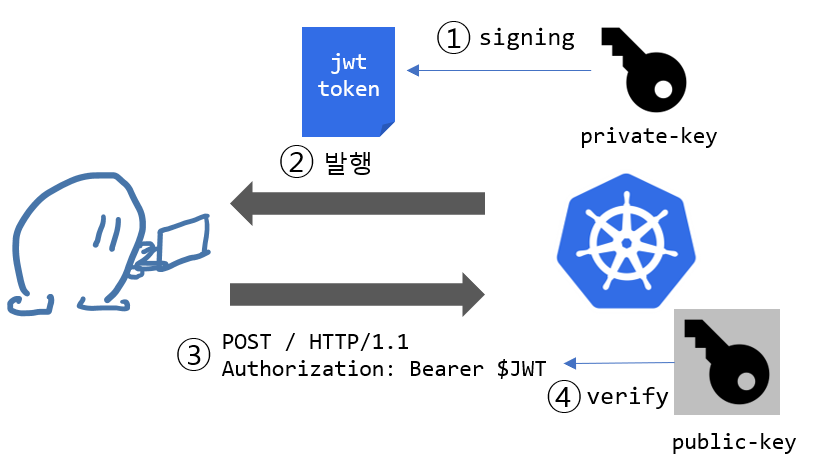 ① signing
jwt
token
private-key
② 발행
③ POST / HTTP/1.1
Authorization: Bearer $JWT
④ verify
public-key